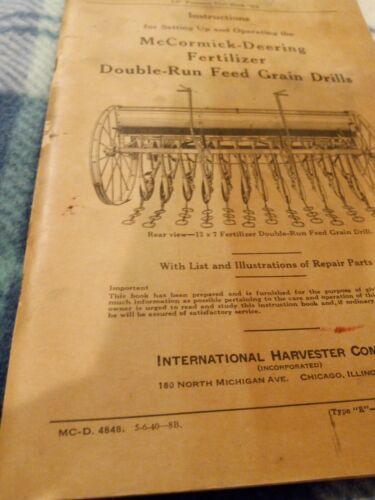 Instructions
for Setting Up and Operating the
McCormick-Deering
Fertilizer
Double-Run Feed Grain Drills
Rear view—12 x 7 Fertilizer Double-Run Feed Grain Drill.
With List and Illustrations of Repair Parts
Important
This book has been prepared and is furnished for the purpose of giv
much information as possible pertaining to the care and operation of this
owner is urged to read and study this instruction book and, if ordinary
he will be assured of satisfactory service.
INTERNATIONAL HARVESTER COM
(INCORPORATED)
180 NORTH MICHIGAN AVE. CHICAGO, ILLINO
MC-D. 4848. 5-6-40—8B.
Type "R"—